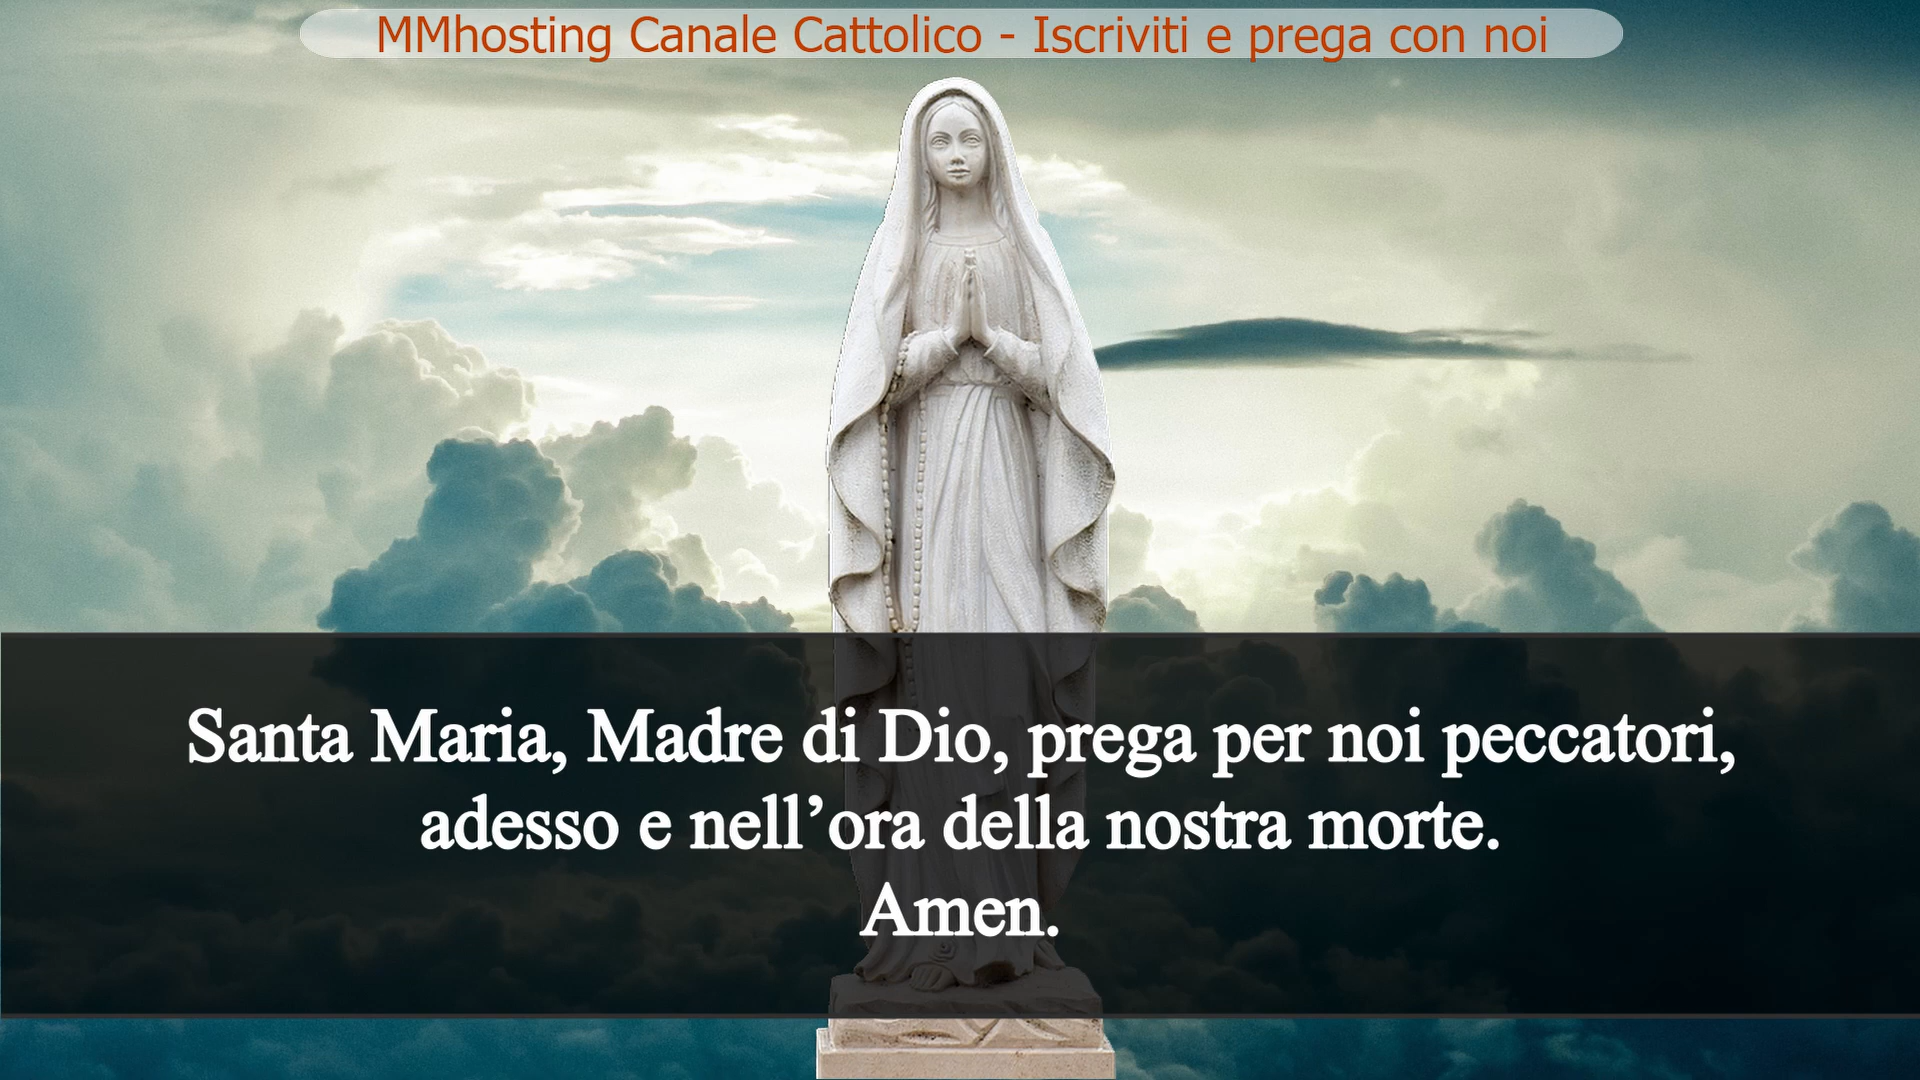 MMhosting Canale Cattolico - Iscriviti e prega con noi
Santa Maria, Madre di Dio, prega per noi peccatori,
adesso e nell’ora della nostra morte.
Amen.